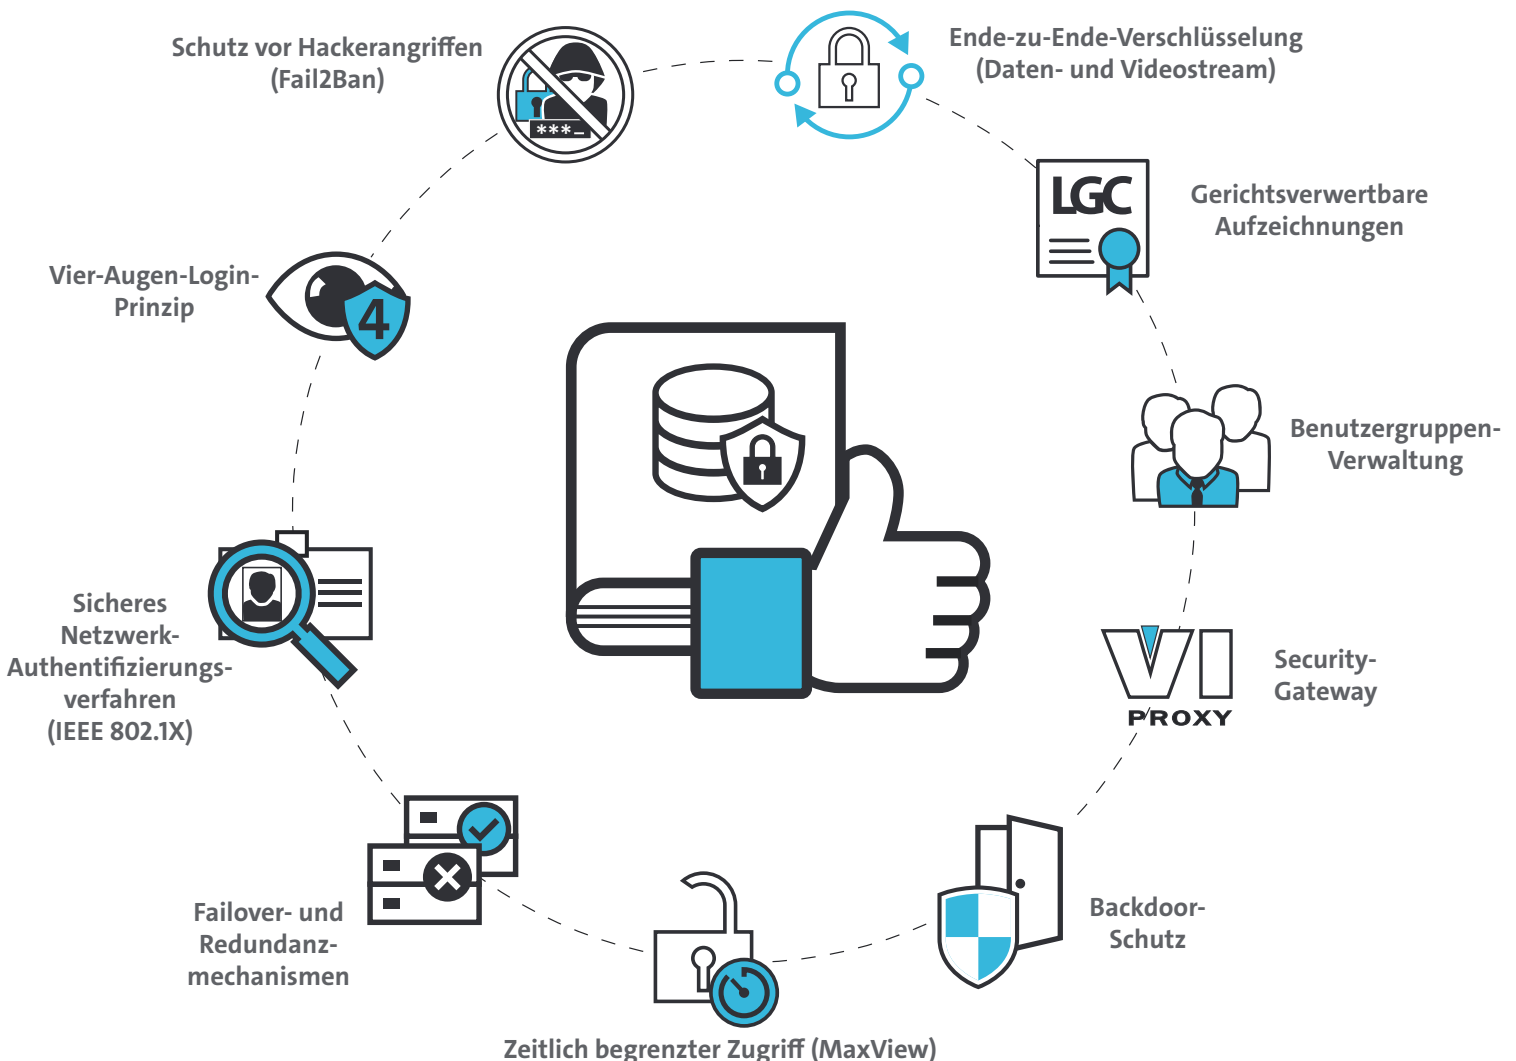 Schutz vor Hackerangriffen
(Fail2Ban)
***_
Ende-zu-Ende-Verschlüsselung
(Daten- und Videostream)
LGC
Gerichtsverwertbare
Aufzeichnungen
Vier-Augen-Login-
Prinzip
4
Benutzergruppen-
Verwaltung
Sicheres
Netzwerk-
Authentifizierungs-
verfahren
(IEEE 802.1X)
VI
PROXY
Security-
Gateway
Failover- und
Redundanz-
mechanismen
Backdoor-
Schutz
Zeitlich begrenzter Zugriff (MaxView)